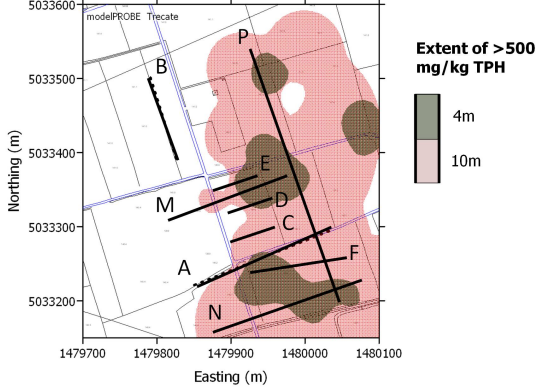 modelPROBE Trecate
5033600
5033500
5033400
5033300
5033200
Northing (m)
P
B
E
M
D
C
A
F
N
1479700
1479800
1479900
1480000
1480100
Easting (m)
Extent of >500
mg/kg TPH
4m
10m